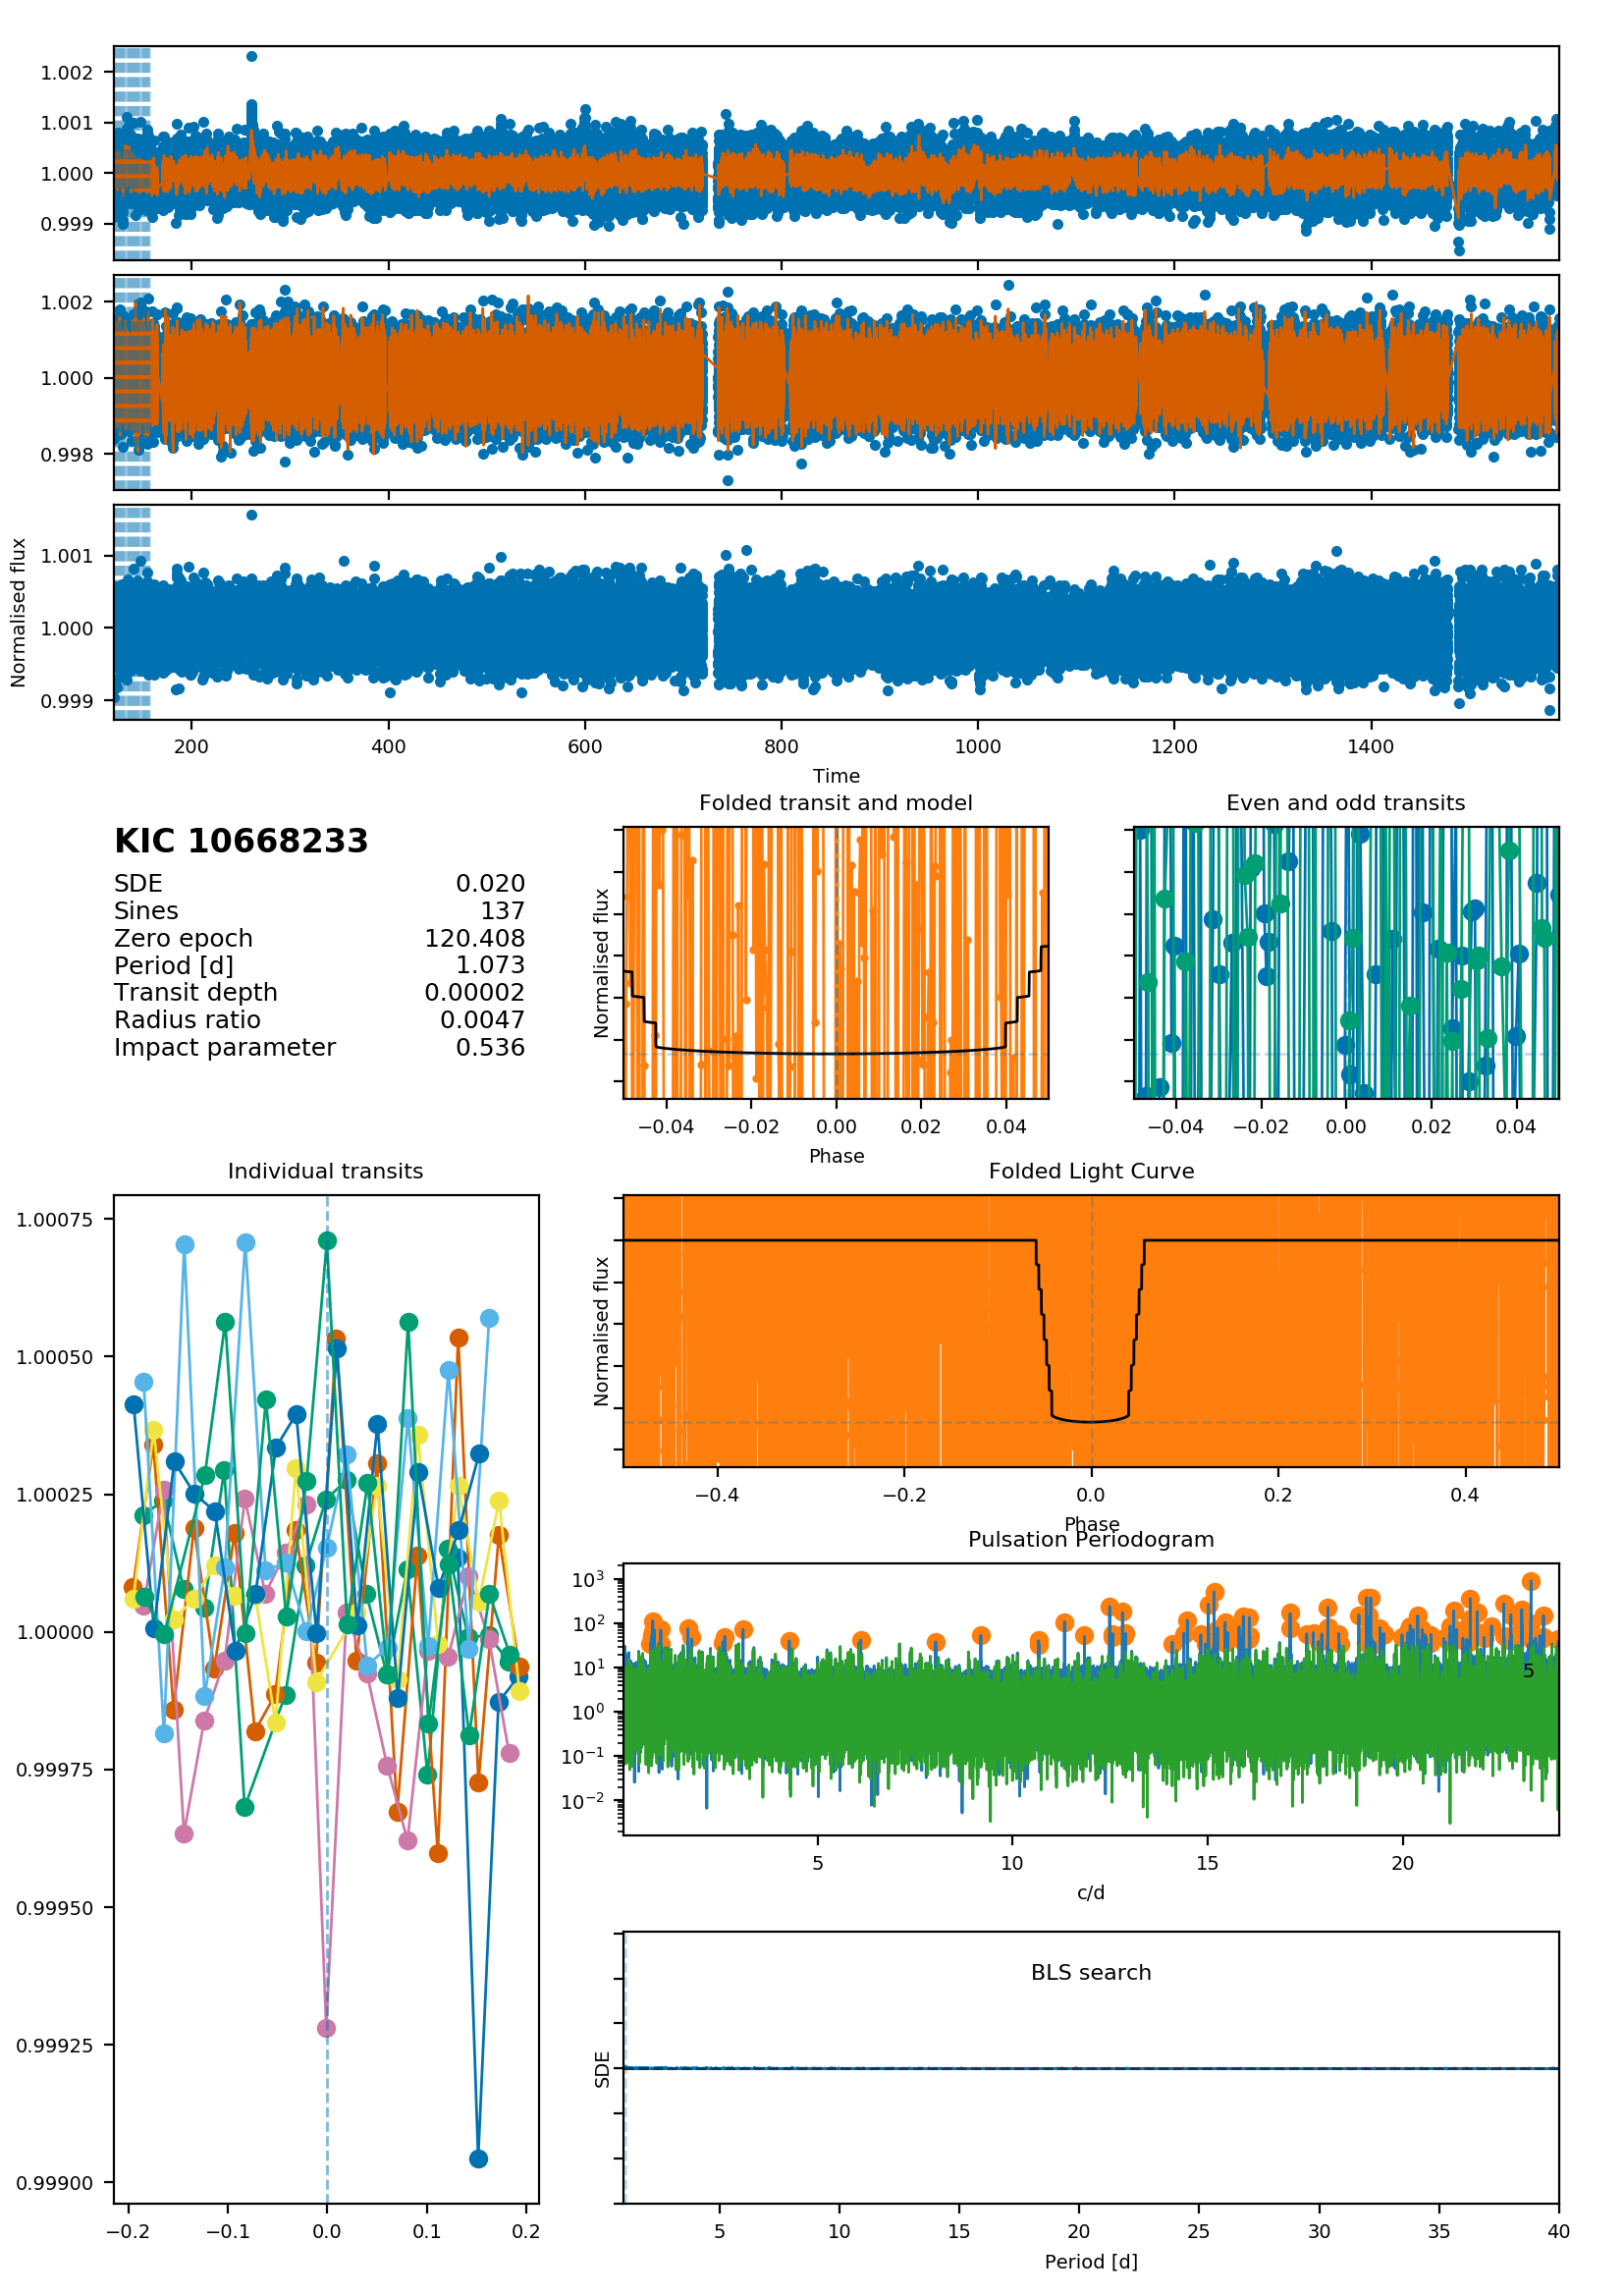 1.002
1.001
1.000
0.999
1.002
1.000
0.998
1.001
1.000
0.999
Normalised flux
200 400 600 800 1000 1200 1400
Time
KIC 10668233
SDE 0.020
Sines 137
Zero epoch 120.408
Period [d] 1.073
Transit depth 0.00002
Radius ratio 0.0047
Impact parameter 0.536
Folded transit and model
Normalised flux
−0.04 −0.02 0.00 0.02 0.04
Phase
Even and odd transits
−0.04 −0.02 0.00 0.02 0.04
Individual transits
1.00075
1.00050
1.00025
1.00000
0.99975
0.99950
0.99925
0.99900
−0.2 −0.1 0.0 0.1 0.2
Folded Light Curve
Normalised flux
−0.4 −0.2 0.0 0.2 0.4
Phase
Pulsation Periodogram
10³
10²
10¹
10⁰
10⁻¹
10⁻²
5
5 10 15 20
c/d
BLS search
SDE
5 10 15 20 25 30 35 40
Period [d]